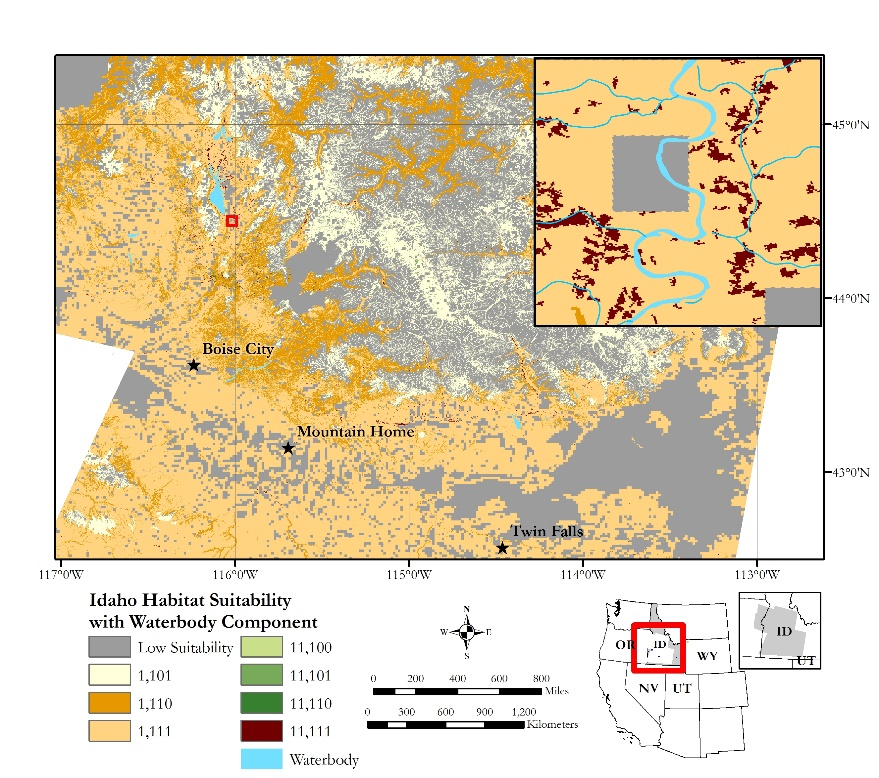 45°0'N
44°0'N
Boise City
Mountain Home
43°0'N
Twin Falls
117°0'W 116°0'W 115°0'W 114°0'W 113°0'W
Idaho Habitat Suitability
with Waterbody Component
Low Suitability
1,101
1,110
1,111
11,100
11,101
11,110
11,111
Waterbody
N
W E
S
0 200 400 600 800
Miles
0 300 600 900 1,200
Kilometers
OR ID WY
NV UT
ID
UT